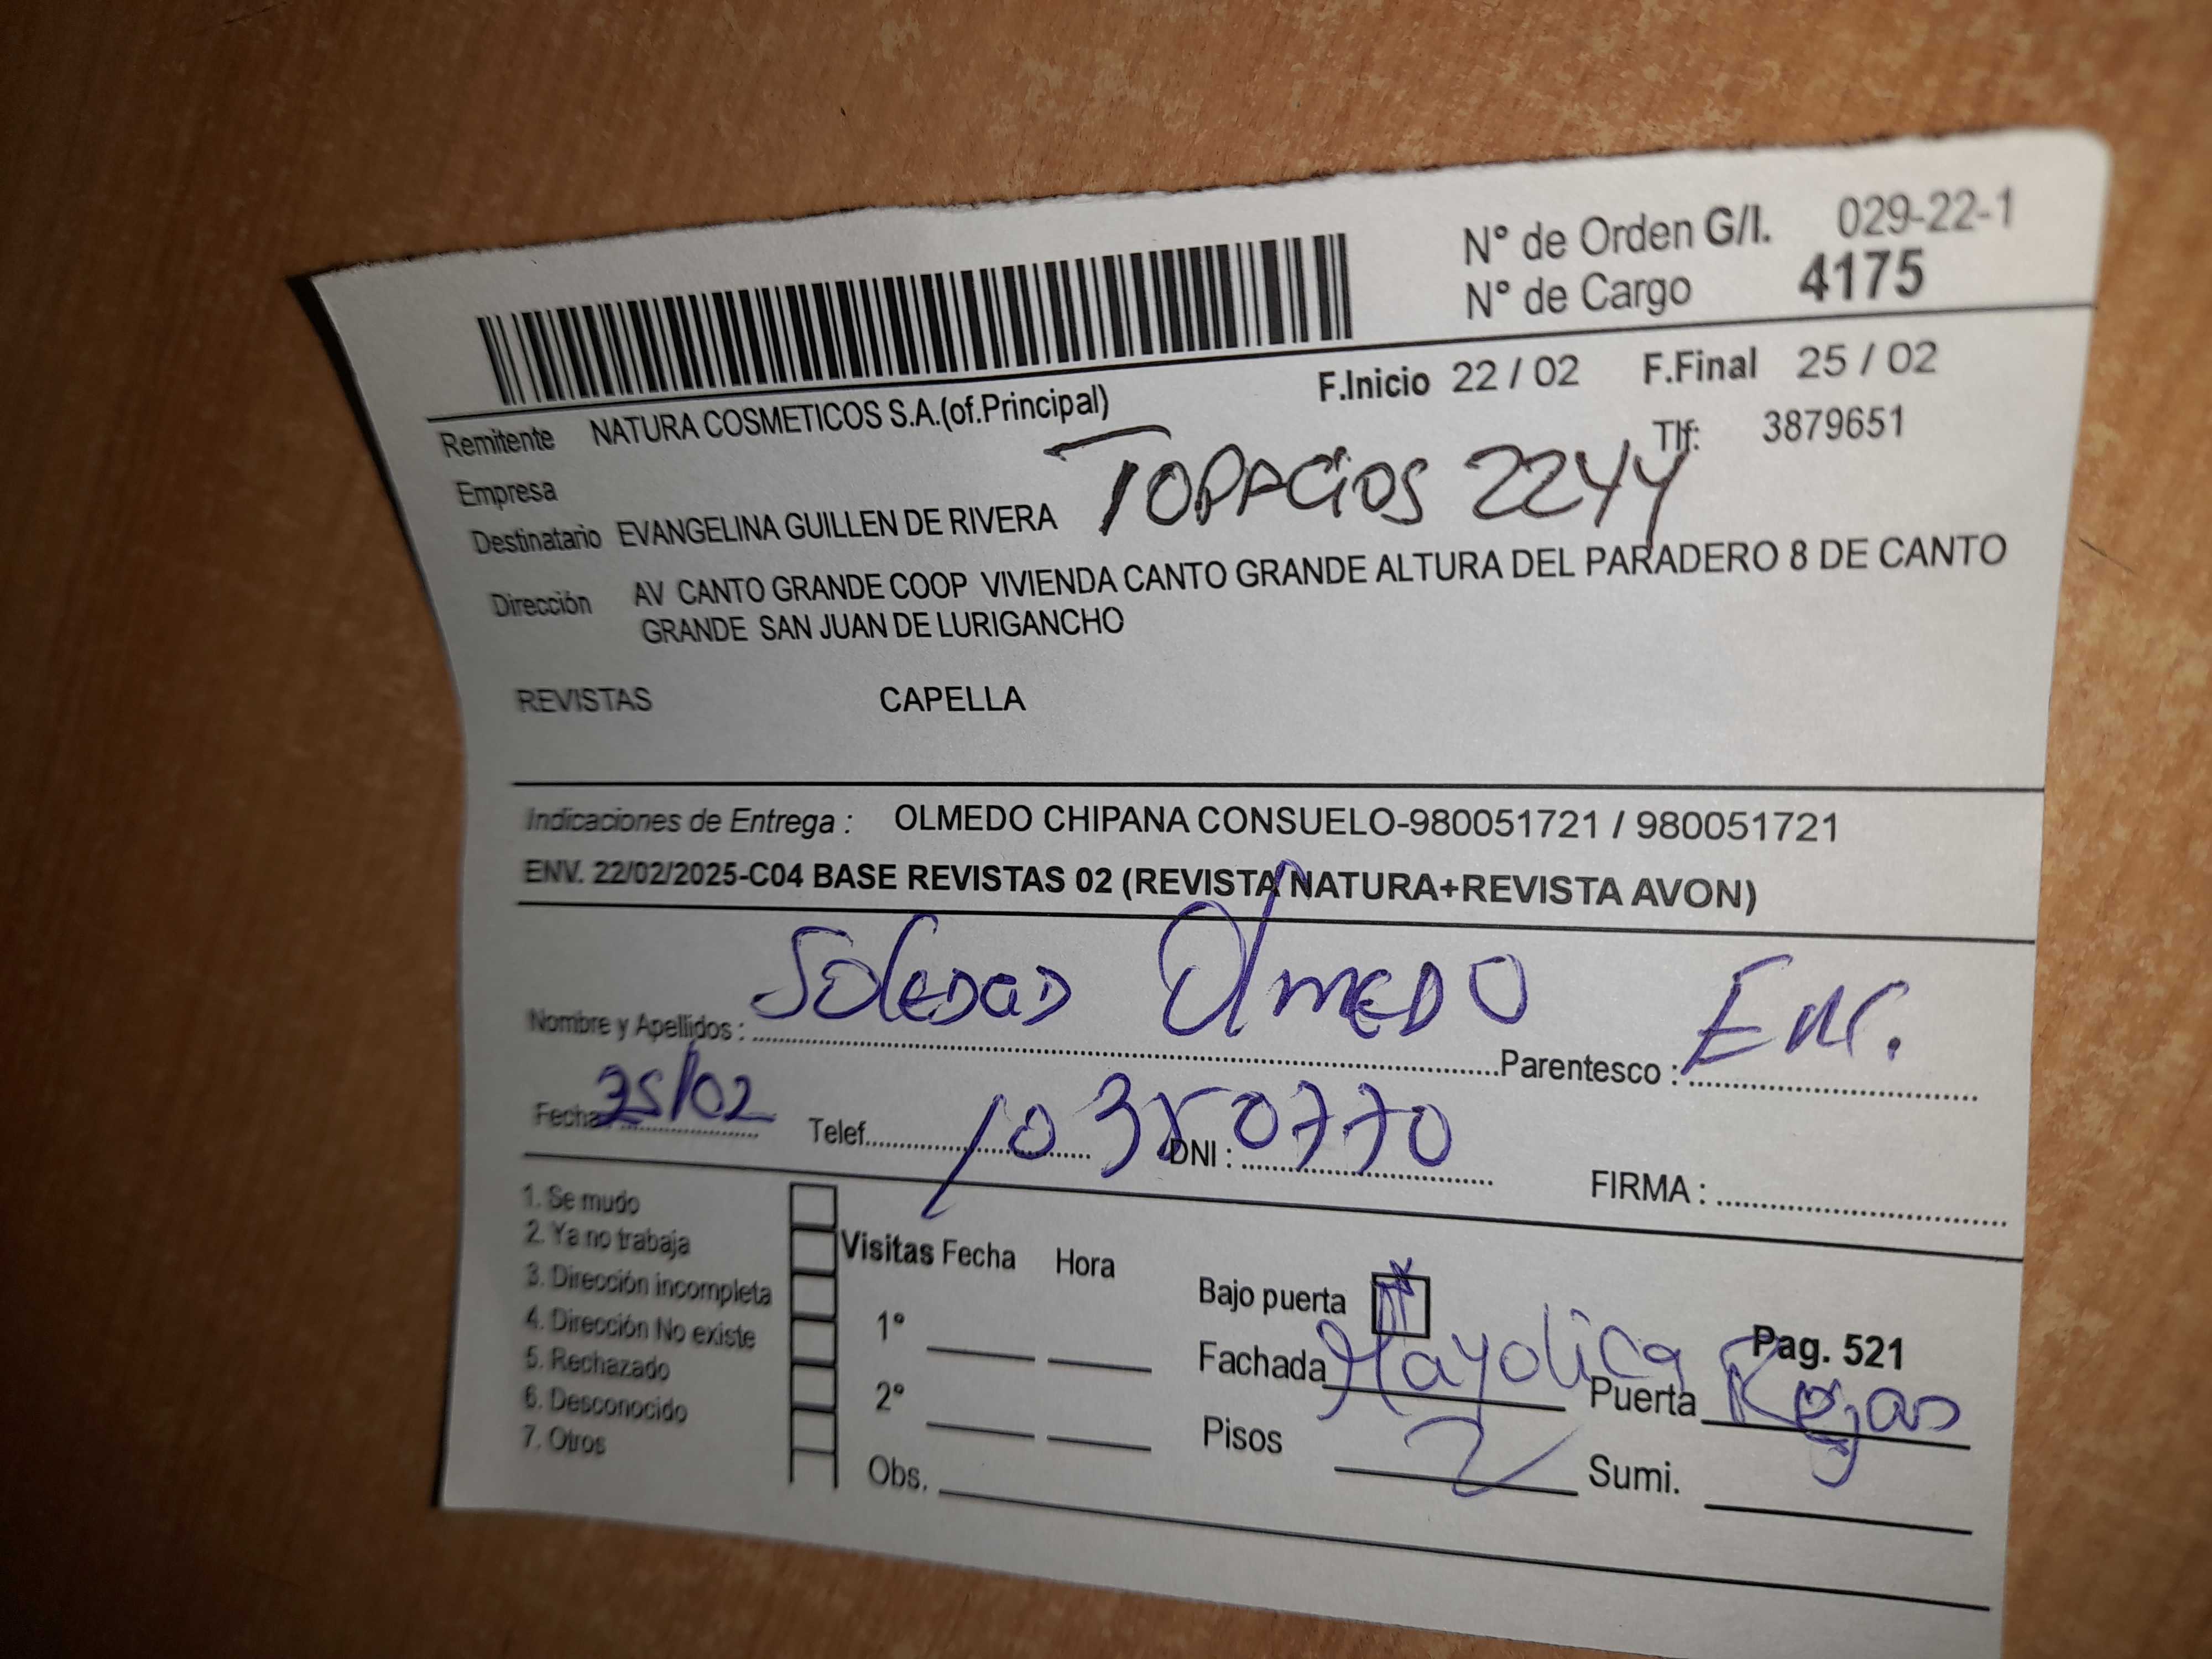 N° de Orden G/I. 029-22-1
N° de Cargo 4175
Remitente NATURA COSMETICOS S.A.(of.Principal) F.Inicio 22 / 02 F.Final 25 / 02
Tlf: 3879651
Empresa
TOPACIOS 2244
Destinatario EVANGELINA GUILLEN DE RIVERA
Dirección AV CANTO GRANDE COOP VIVIENDA CANTO GRANDE ALTURA DEL PARADERO 8 DE CANTO
GRANDE SAN JUAN DE LURIGANCHO
REVISTAS CAPELLA
Indicaciones de Entrega : OLMEDO CHIPANA CONSUELO-980051721 / 980051721
ENV. 22/02/2025-C04 BASE REVISTAS 02 (REVISTA NATURA+REVISTA AVON)
Nombre y Apellidos : Soledad Olmedo Parentesco : Enc.
Fecha 25/02 Telef. DNI : 10350770 FIRMA :
1. Se mudo
2. Ya no trabaja
3. Dirección incompleta
4. Dirección No existe
5. Rechazado
6. Desconocido
7. Otros
Visitas Fecha Hora
1°
2°
Obs.
Bajo puerta
Pag. 521
Fachada Mayolica Puerta Rejas
Pisos 2 Sumi.